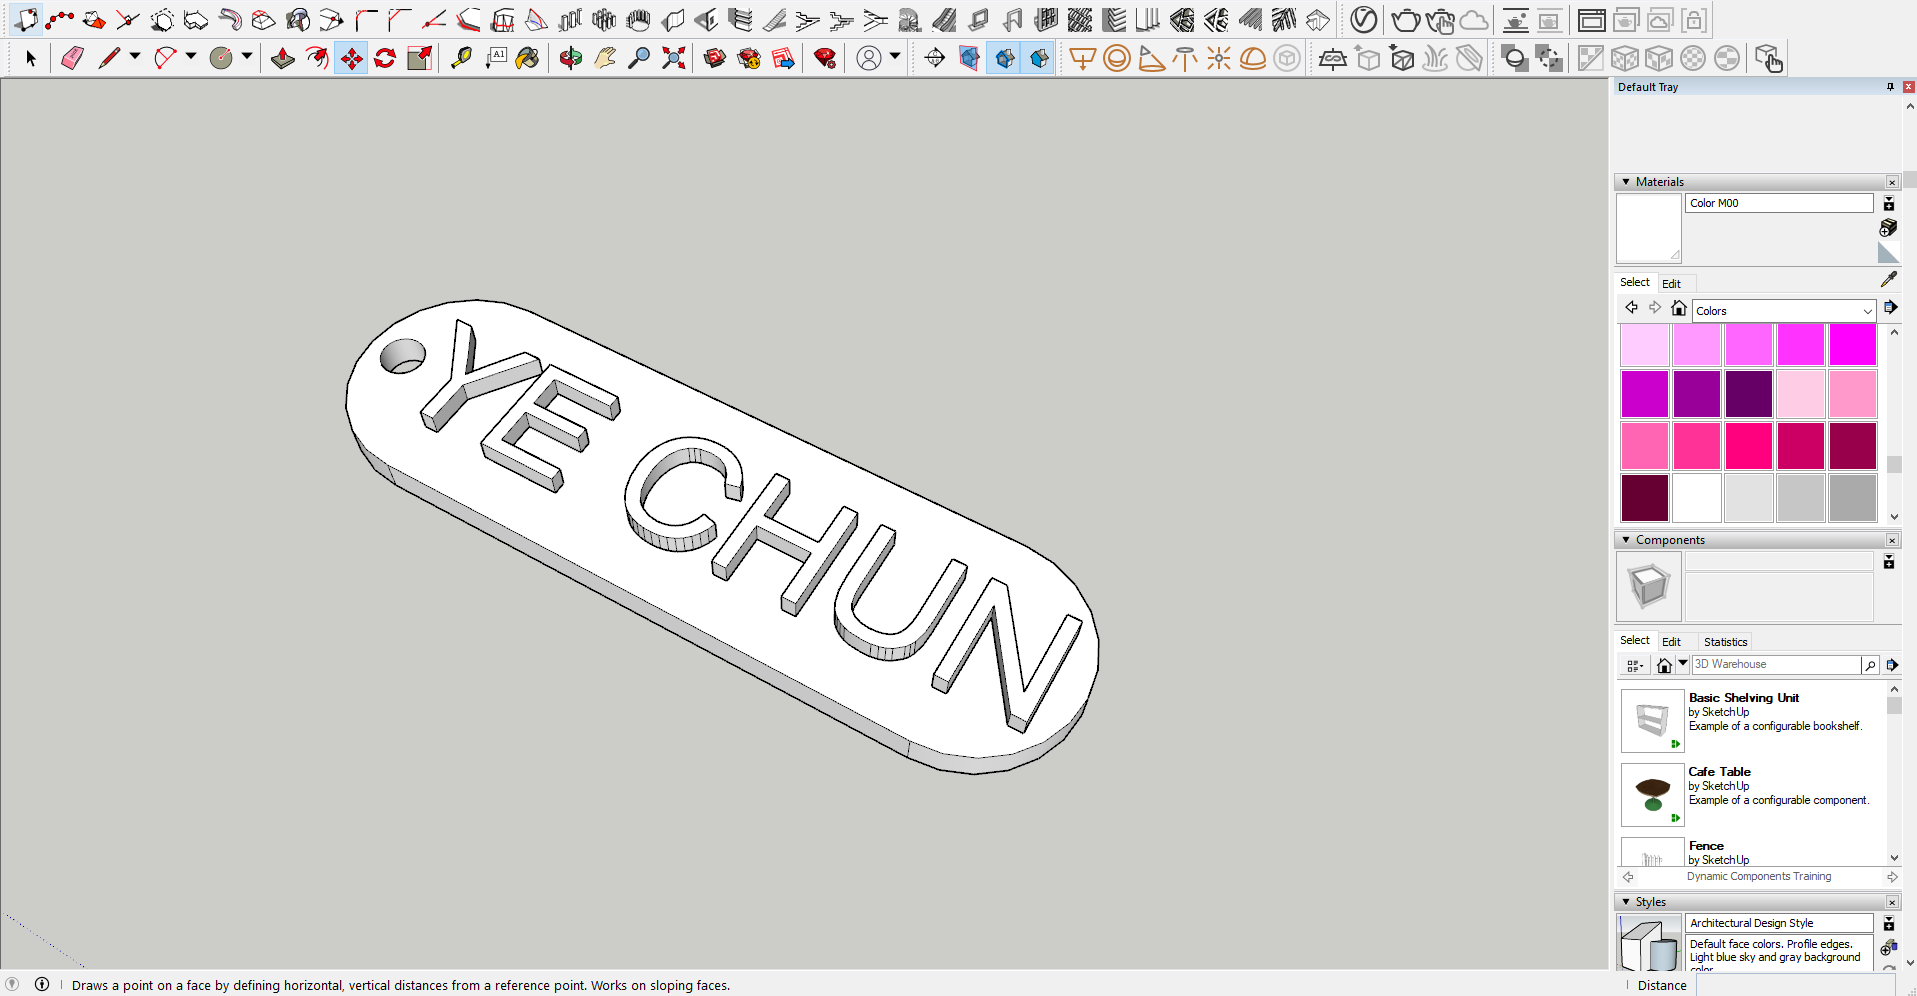 A1
Default Tray
Materials
Color M00
Select
Edit
Colors
Components
Select
Edit
Statistics
3D Warehouse
Basic Shelving Unit
by SketchUp
Example of a configurable bookshelf.
Cafe Table
by SketchUp
Example of a configurable component.
Fence
by SketchUp
Dynamic Components Training
Styles
Architectural Design Style
Default face colors. Profile edges.
Light blue sky and gray background
color.
YE CHUN
Draws a point on a face by defining horizontal, vertical distances from a reference point. Works on sloping faces.
Distance